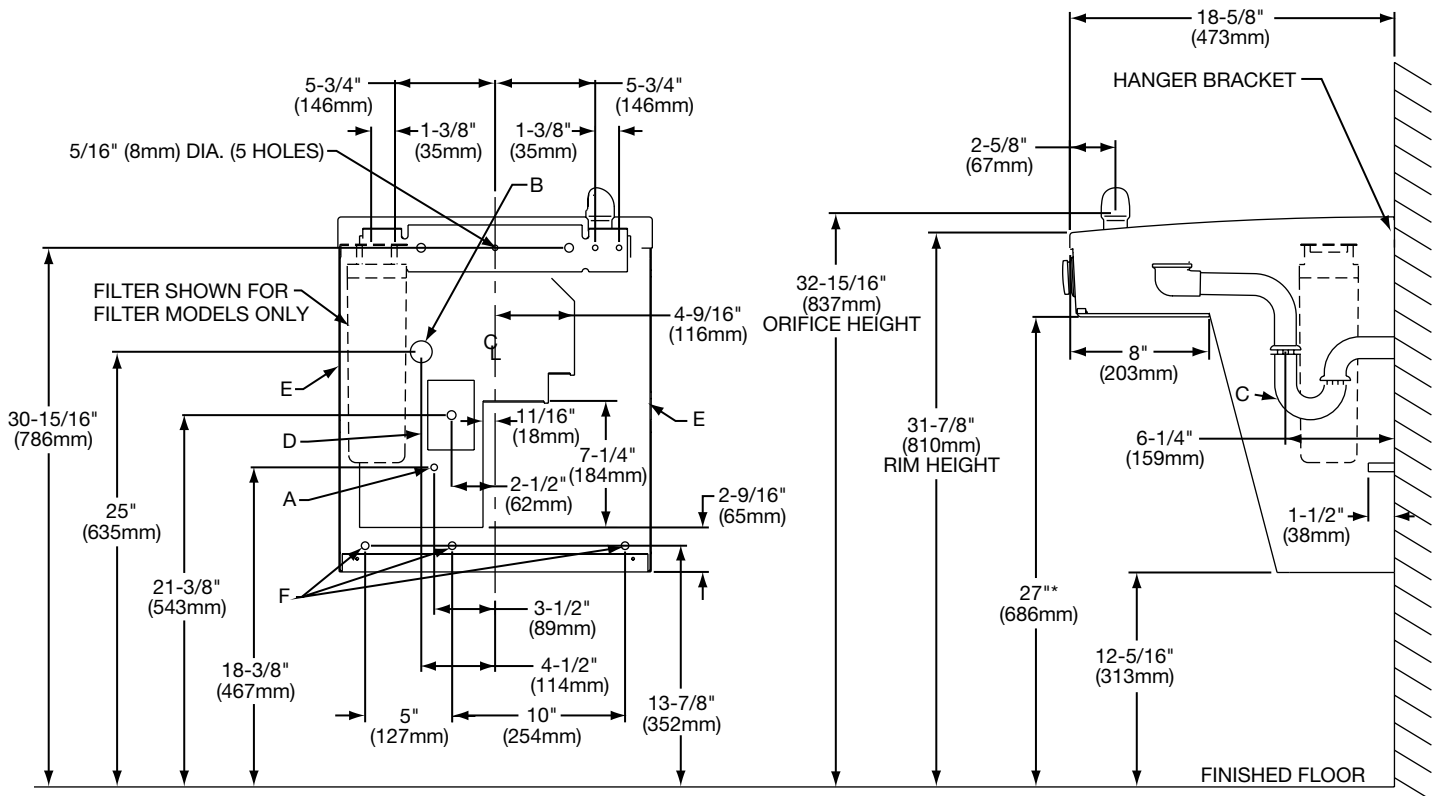 18-5/8"
(473mm)
HANGER BRACKET
5-3/4"
(146mm)
5-3/4"
(146mm)
1-3/8"
(35mm)
1-3/8"
(35mm)
5/16" (8mm) DIA. (5 HOLES)
B
2-5/8"
(67mm)
FILTER SHOWN FOR
FILTER MODELS ONLY
4-9/16"
(116mm)
CL
32-15/16"
(837mm)
ORIFICE HEIGHT
8"
(203mm)
E
E
C
30-15/16"
(786mm)
11/16"
(18mm)
D
7-1/4"
(184mm)
31-7/8"
(810mm)
RIM HEIGHT
6-1/4"
(159mm)
A
2-1/2"
(62mm)
2-9/16"
(65mm)
25"
(635mm)
1-1/2"
(38mm)
21-3/8"
(543mm)
F
3-1/2"
(89mm)
27"*
(686mm)
18-3/8"
(467mm)
4-1/2"
(114mm)
12-5/16"
(313mm)
13-7/8"
(352mm)
5"
(127mm)
10"
(254mm)
FINISHED FLOOR